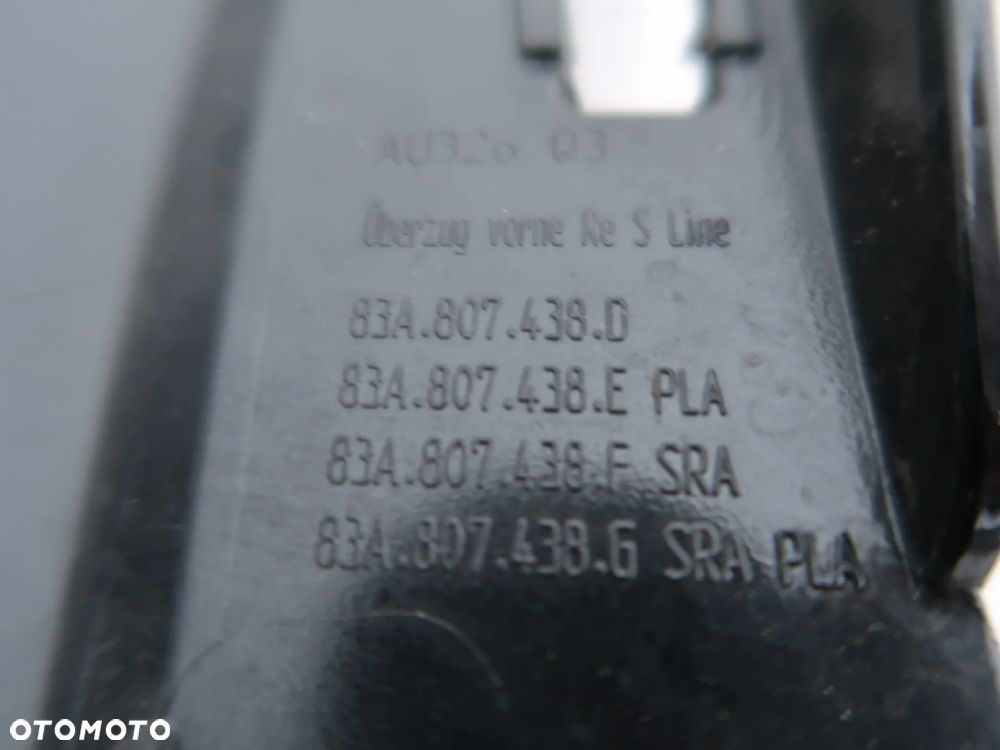 AU326 Q3
Überzug vorne Re S Line
83A.807.438.D
83A.807.438.E PLA
83A.807.438.F SRA
83A.807.438.G SRA PLA
OTOMOTO